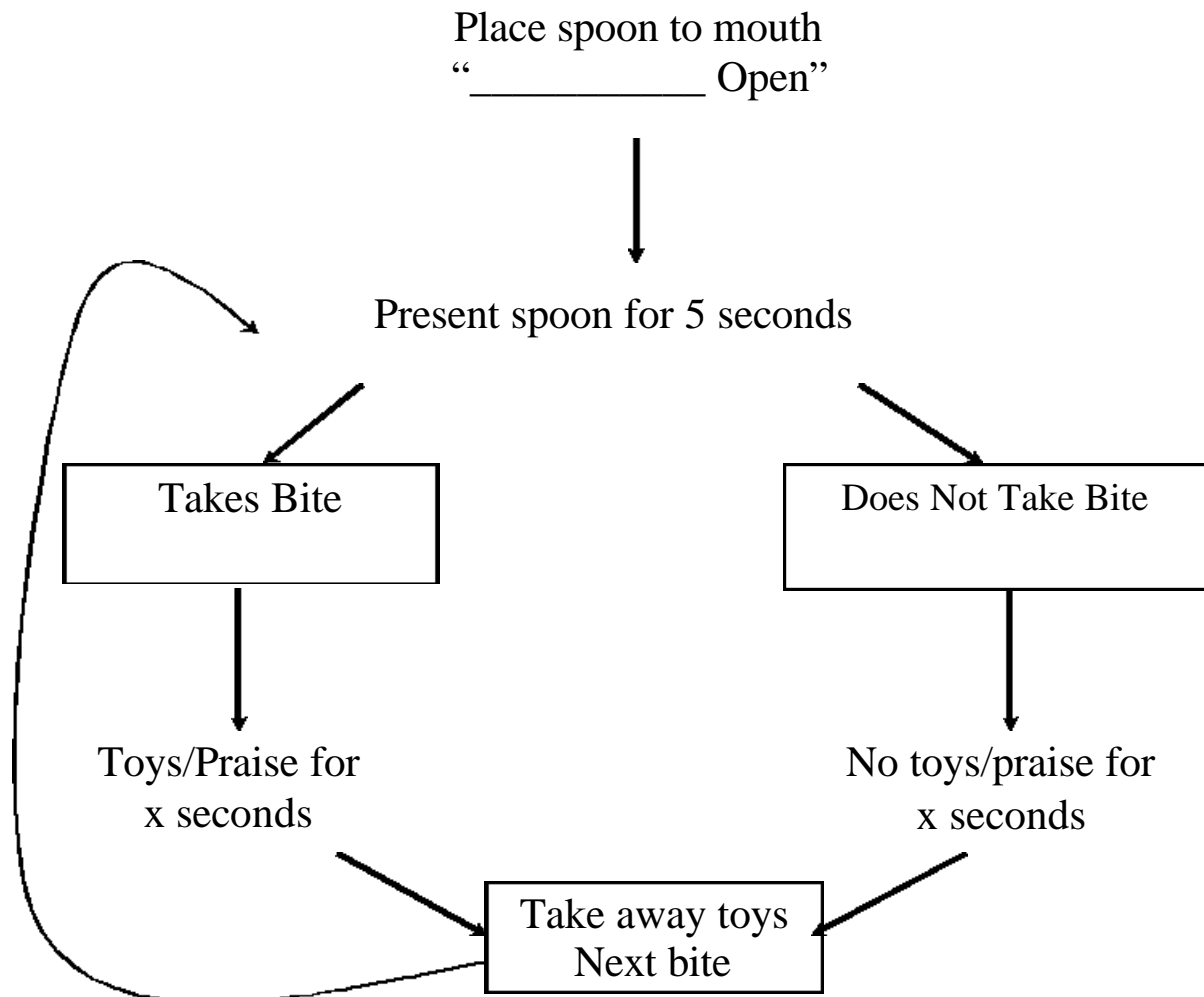 Place spoon to mouth
“___________ Open”
Present spoon for 5 seconds
Takes Bite
Does Not Take Bite
Toys/Praise for
x seconds
No toys/praise for
x seconds
Take away toys
Next bite